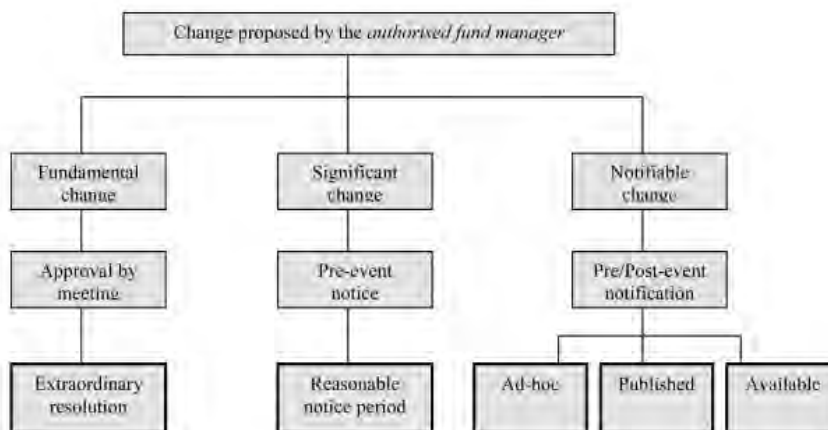 Change proposed by the authorised fund manager
Fundamental
change
Significant
change
Notifiable
change
Approval by
meeting
Pre-event
notice
Pre/Post-event
notification
Extraordinary
resolution
Reasonable
notice period
Ad-hoc
Published
Available